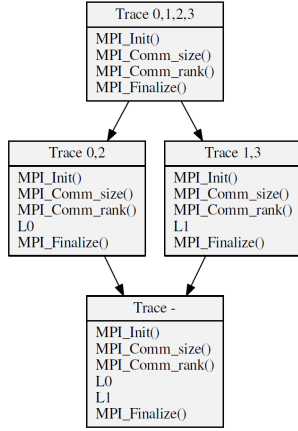 Trace 0,1,2,3
MPI_Init()
MPI_Comm_size()
MPI_Comm_rank()
MPI_Finalize()
Trace 0,2
MPI_Init()
MPI_Comm_size()
MPI_Comm_rank()
L0
MPI_Finalize()
Trace 1,3
MPI_Init()
MPI_Comm_size()
MPI_Comm_rank()
L1
MPI_Finalize()
Trace -
MPI_Init()
MPI_Comm_size()
MPI_Comm_rank()
L0
L1
MPI_Finalize()